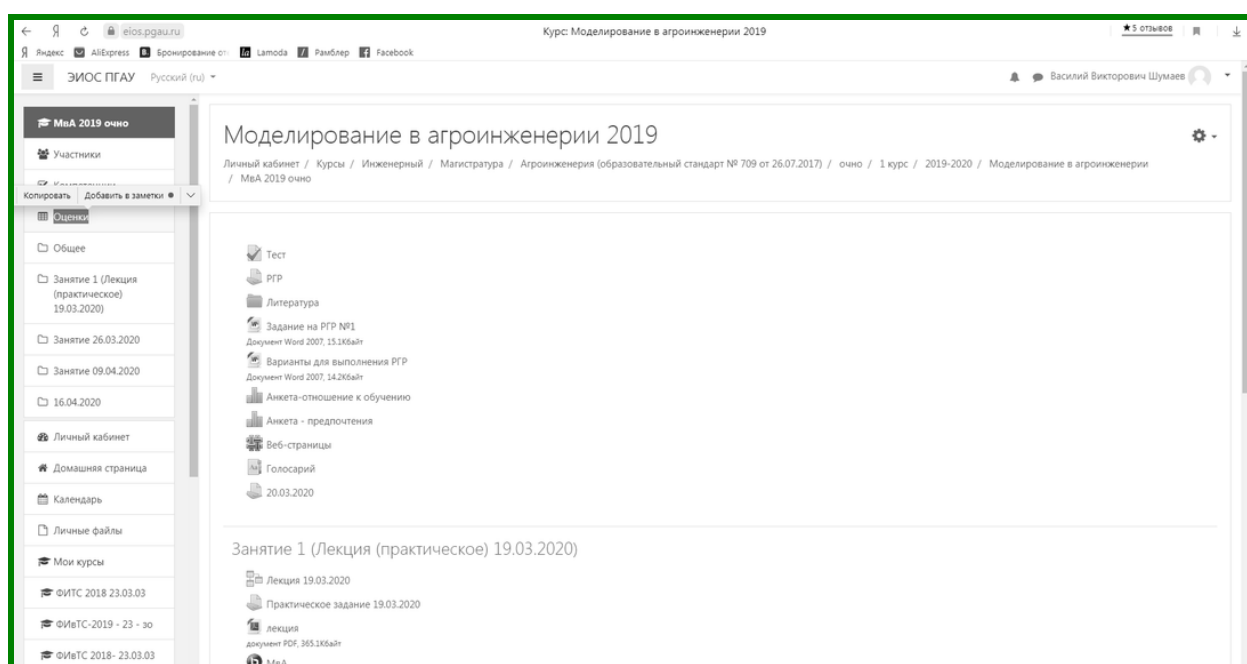 eios.pgau.ru
Курс: Моделирование в агроинженерии 2019
★5 отзывов
Яндекс AliExpress Бронирование от Lamoda Рамблер Facebook
ЭИОС ПГАУ Русский (ru)
Василий Викторович Шумаев
МвА 2019 очно
Участники
Копировать Добавить в заметки
Оценки
Общее
Занятие 1 (Лекция
(практическое)
19.03.2020)
Занятие 26.03.2020
Занятие 09.04.2020
16.04.2020
Личный кабинет
Домашняя страница
Календарь
Личные файлы
Мои курсы
ФИТС 2018 23.03.03
ФИвТС-2019 - 23 - зо
ФИвТС 2018- 23.03.03
Моделирование в агроинженерии 2019
Личный кабинет / Курсы / Инженерный / Магистратура / Агроинженерия (образовательный стандарт № 709 от 26.07.2017) / очно / 1 курс / 2019-2020 / Моделирование в агроинженерии
/ МвА 2019 очно
Тест
РГР
Литература
Задание на РГР №1
Документ Word 2007, 15.1Кбайт
Варианты для выполнения РГР
Документ Word 2007, 14.2Кбайт
Анкета-отношение к обучению
Анкета - предпочтения
Веб-страницы
Голосарий
20.03.2020
Занятие 1 (Лекция (практическое) 19.03.2020)
Лекция 19.03.2020
Практическое задание 19.03.2020
лекция
документ PDF, 365.1Кбайт
МвА